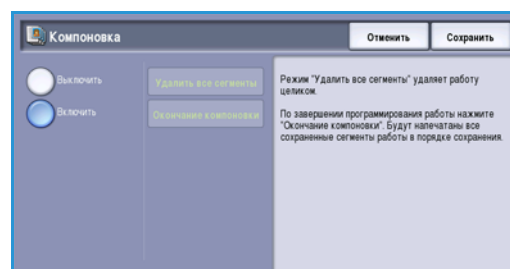 Компоновка
Отменить
Сохранить
Выключить
Включить
Удалить все сегменты
Окончание компоновки
Режим "Удалить все сегменты" удаляет работу
целиком.
По завершении программирования работы нажмите
"Окончание компоновки". Будут напечатаны все
сохраненные сегменты работы в порядке сохранения.